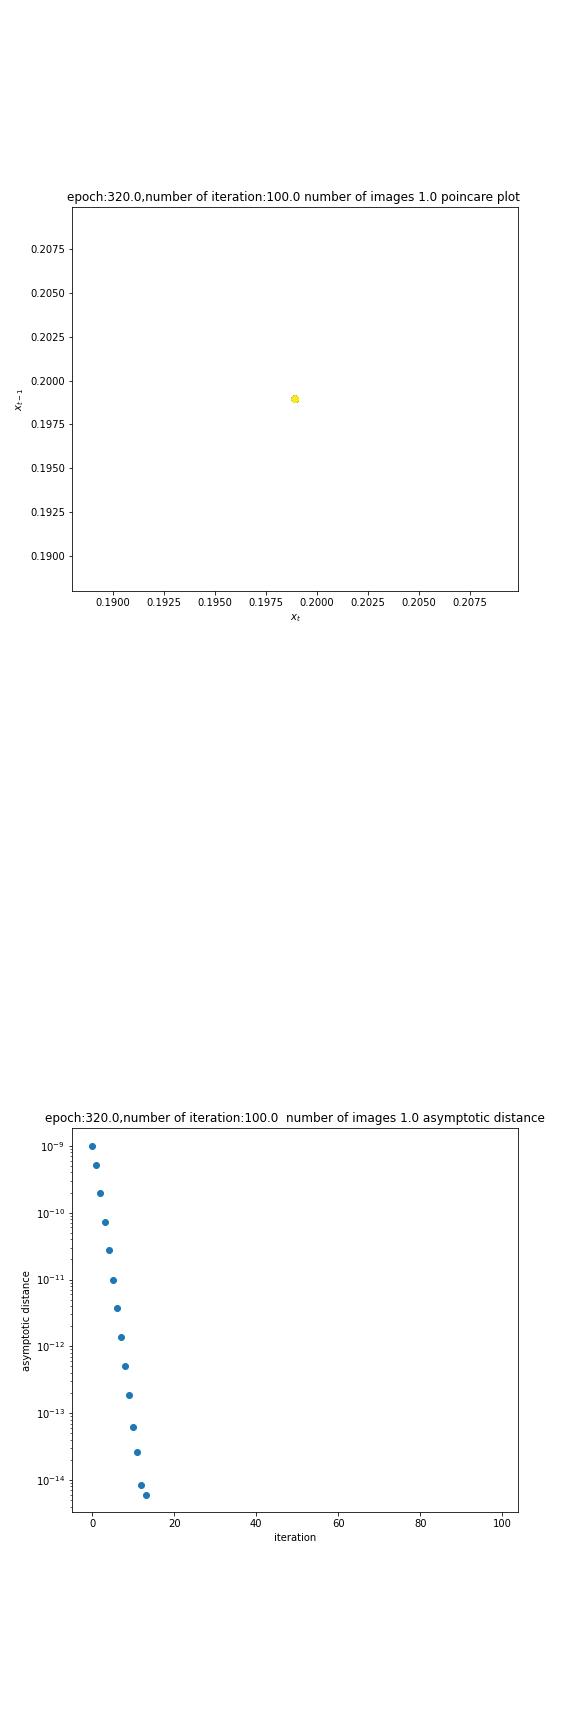 epoch:320.0,number of iteration:100.0 number of images 1.0 poincare plot
0.2075
0.2050
0.2025
0.2000
0.1975
0.1950
0.1925
0.1900
x_{t-1}
0.1900 0.1925 0.1950 0.1975 0.2000 0.2025 0.2050 0.2075
x_t
epoch:320.0,number of iteration:100.0  number of images 1.0 asymptotic distance
10^{-9}
10^{-10}
10^{-11}
10^{-12}
10^{-13}
10^{-14}
asymptotic distance
0 20 40 60 80 100
iteration